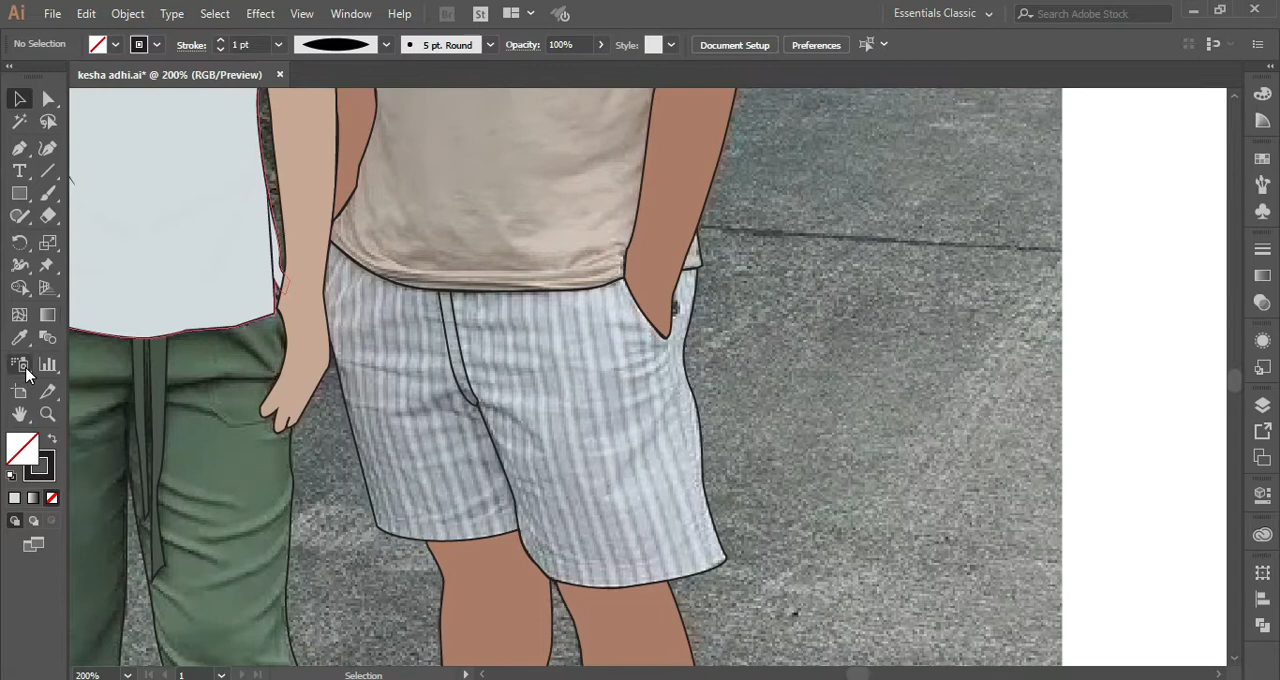 Ai File Edit Object Type Select Effect View Window Help Br St Essentials Classic Search Adobe Stock
No Selection Stroke: 1 pt 5 pt. Round Opacity: 100% Style: Document Setup Preferences
kesha adhi.ai* @ 200% (RGB/Preview)
T
200% 1 Selection